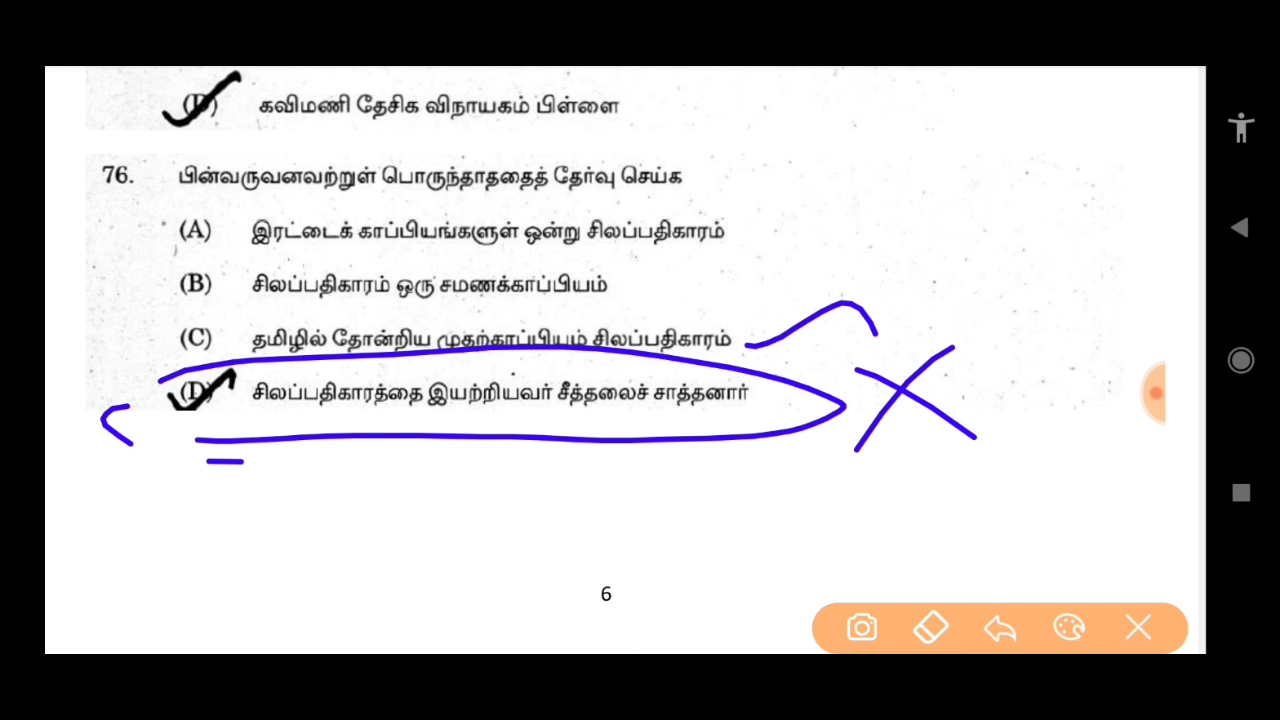 (D) கவிமணி தேசிக விநாயகம் பிள்ளை
76. பின்வருவனவற்றுள் பொருந்தாததைத் தேர்வு செய்க
(A) இரட்டைக் காப்பியங்களுள் ஒன்று சிலப்பதிகாரம்
(B) சிலப்பதிகாரம் ஒரு சமணக்காப்பியம்
(C) தமிழில் தோன்றிய முதற்காப்பியம் சிலப்பதிகாரம்
(D) சிலப்பதிகாரத்தை இயற்றியவர் சீத்தலைச் சாத்தனார்
6